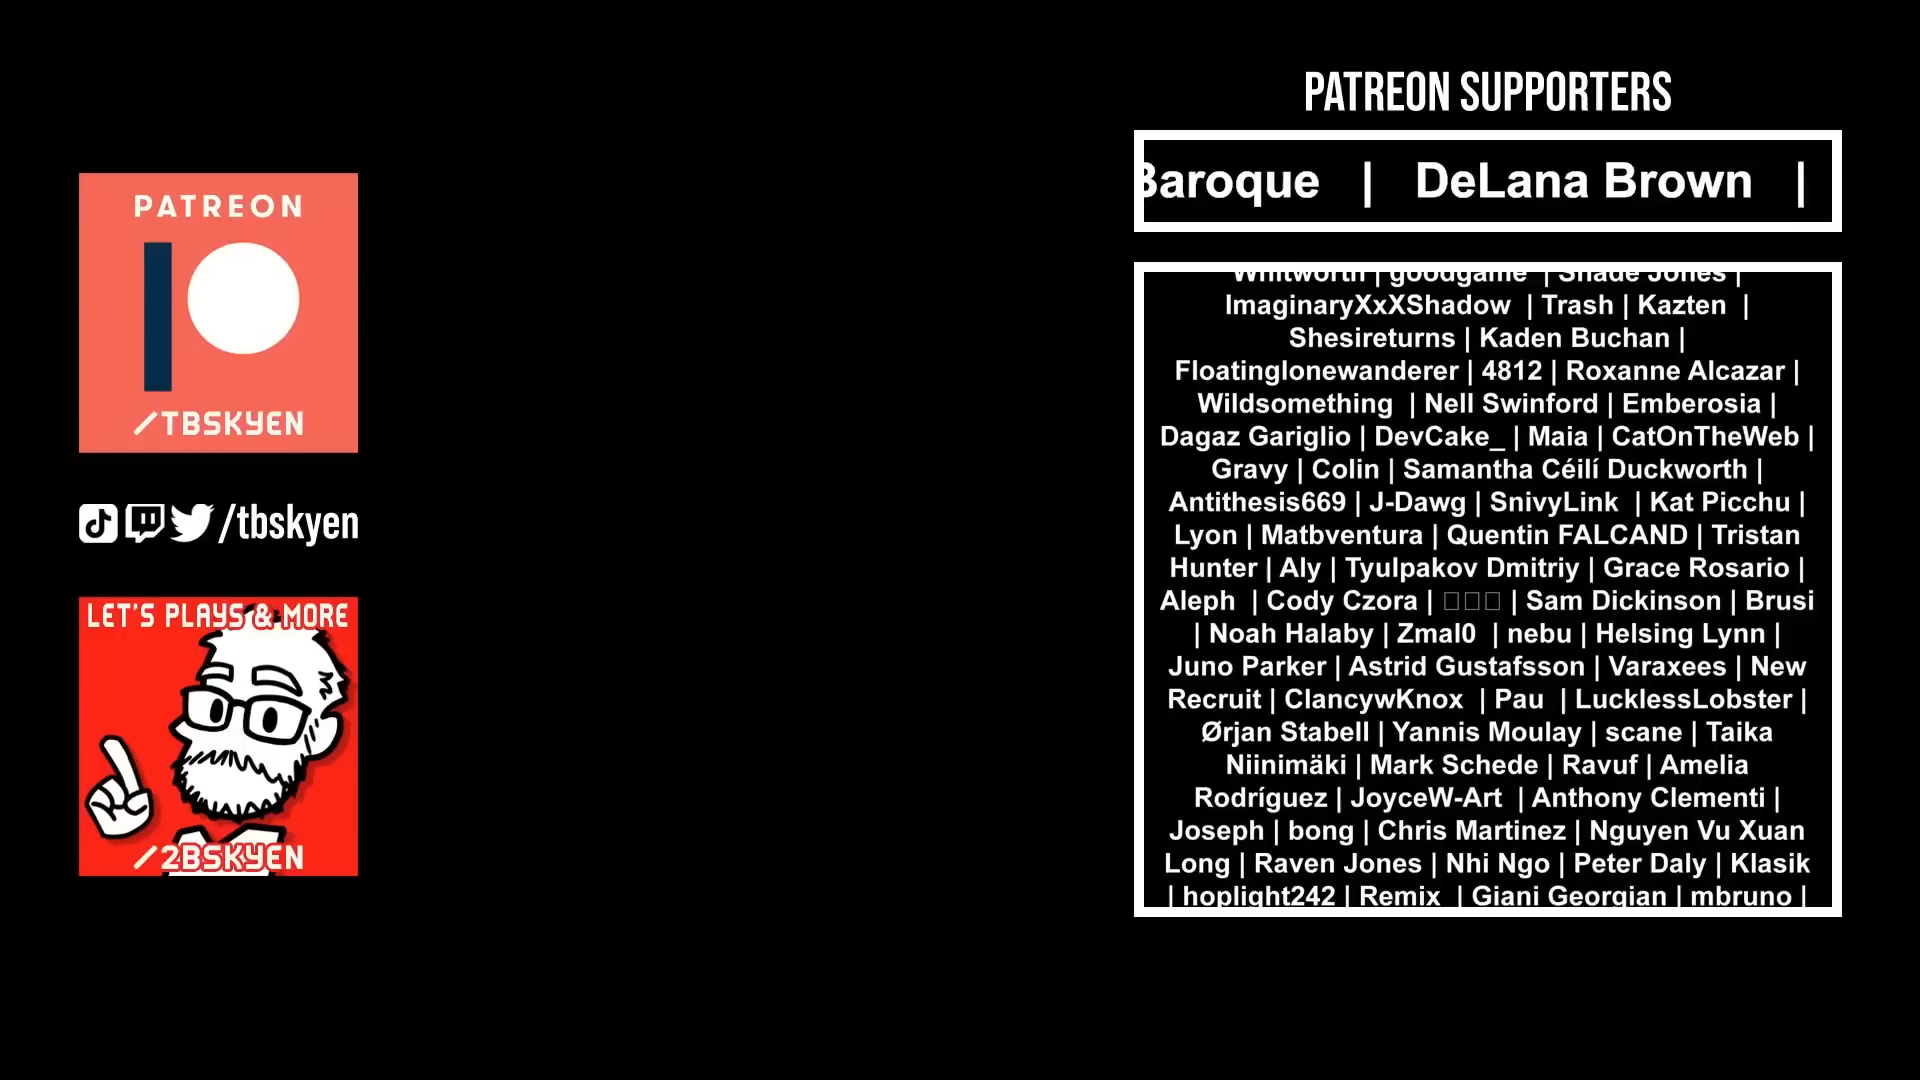 PATREON
/TBSKYEN
/tbskyen
LET'S PLAYS & MORE
/2BSKYEN
PATREON SUPPORTERS
Baroque | DeLana Brown |
Whitworth | goodgame | Shade Jones |
ImaginaryXxXShadow | Trash | Kazten |
Shesireturns | Kaden Buchan |
Floatinglonewanderer | 4812 | Roxanne Alcazar |
Wildsomething | Nell Swinford | Emberosia |
Dagaz Gariglio | DevCake_ | Maia | CatOnTheWeb |
Gravy | Colin | Samantha Céilí Duckworth |
Antithesis669 | J-Dawg | SnivyLink | Kat Picchu |
Lyon | Matbventura | Quentin FALCAND | Tristan
Hunter | Aly | Tyulpakov Dmitriy | Grace Rosario |
Aleph | Cody Czora | □□□ | Sam Dickinson | Brusi
| Noah Halaby | Zmal0 | nebu | Helsing Lynn |
Juno Parker | Astrid Gustafsson | Varaxees | New
Recruit | ClancywKnox | Pau | LucklessLobster |
Ørjan Stabell | Yannis Moulay | scane | Taika
Niinimäki | Mark Schede | Ravuf | Amelia
Rodríguez | JoyceW-Art | Anthony Clementi |
Joseph | bong | Chris Martinez | Nguyen Vu Xuan
Long | Raven Jones | Nhi Ngo | Peter Daly | Klasik
| hoplight242 | Remix | Giani Georgian | mbruno |